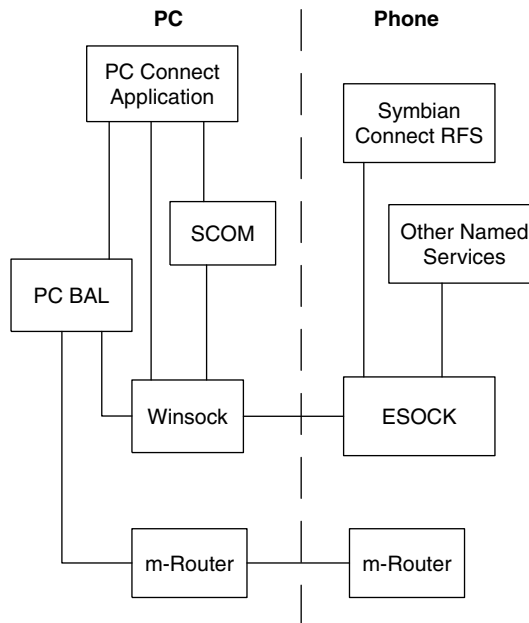 PC
Phone
PC Connect
Application
Symbian
Connect RFS
SCOM
Other Named
Services
PC BAL
Winsock
ESOCK
m-Router
m-Router